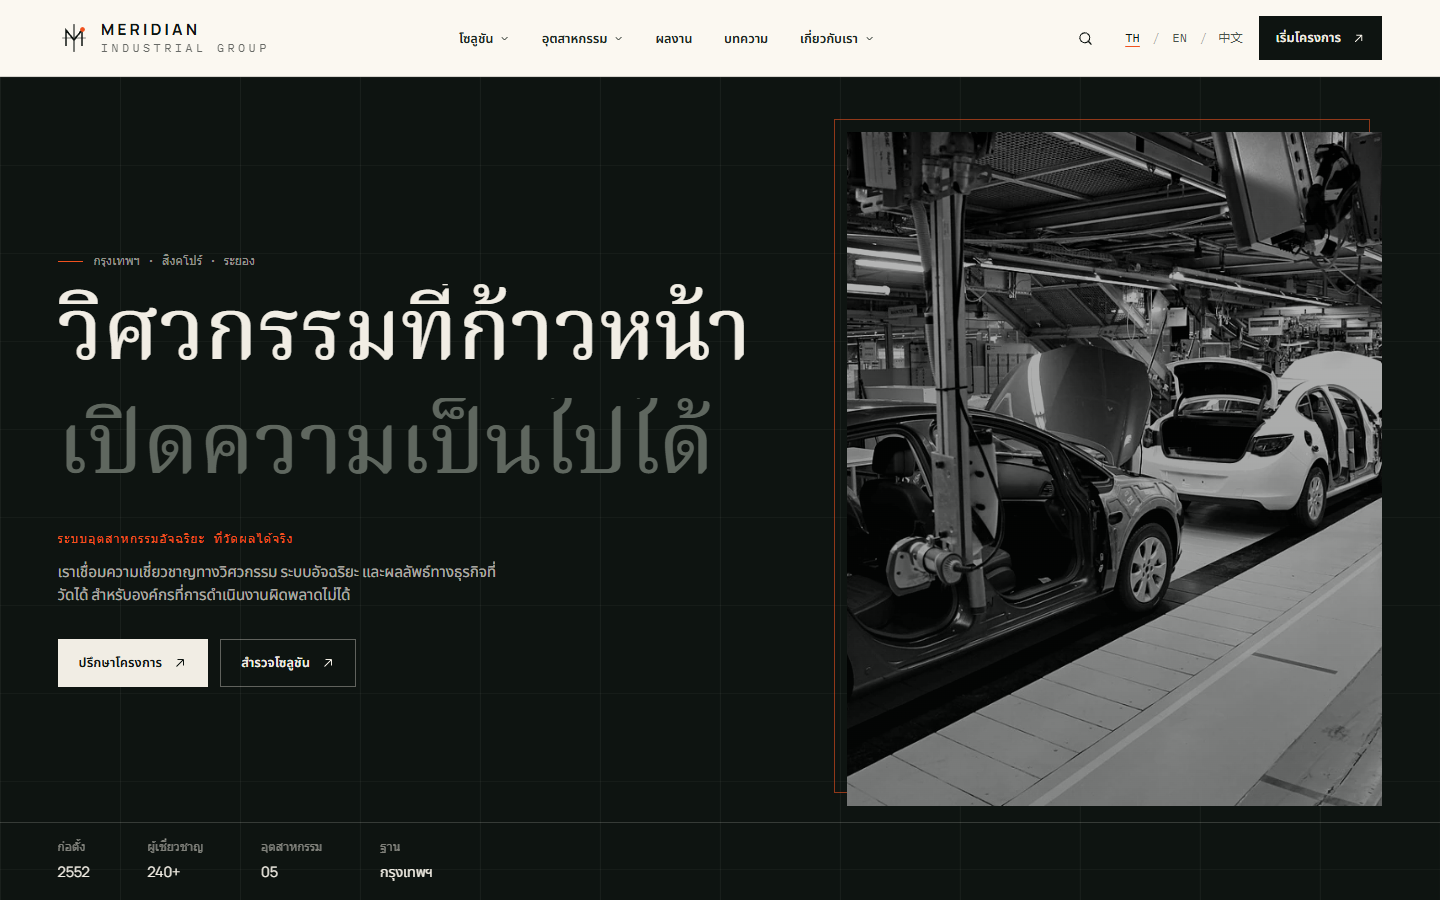 MERIDIAN
INDUSTRIAL GROUP
โซลูชัน
อุตสาหกรรม
ผลงาน
บทความ
เกี่ยวกับเรา
TH / EN / 中文
เริ่มโครงการ
กรุงเทพฯ · สิงคโปร์ · ระยอง
วิศวกรรมที่ก้าวหน้า
เปิดความเป็นไปได้
ระบบอุตสาหกรรมอัจฉริยะ ที่วัดผลได้จริง
เราเชื่อมความเชี่ยวชาญทางวิศวกรรม ระบบอัจฉริยะ และผลลัพธ์ทางธุรกิจที่
วัดได้ สำหรับองค์กรที่การดำเนินงานผิดพลาดไม่ได้
ปรึกษาโครงการ
สำรวจโซลูชัน
ก่อตั้ง
2552
ผู้เชี่ยวชาญ
240+
อุตสาหกรรม
05
ฐาน
กรุงเทพฯ